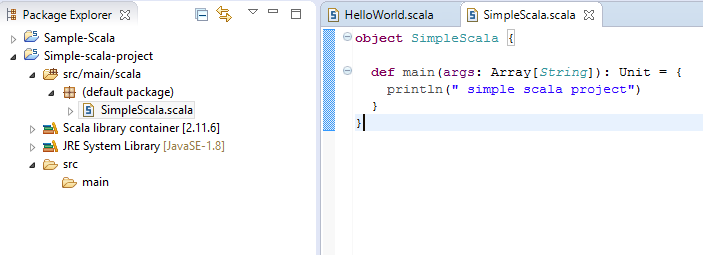 Package Explorer
Sample-Scala
Simple-scala-project
src/main/scala
(default package)
SimpleScala.scala
Scala library container [2.11.6]
JRE System Library [JavaSE-1.8]
src
main
HelloWorld.scala
SimpleScala.scala
object SimpleScala {
def main(args: Array[String]): Unit = {
println(" simple scala project")
}
}